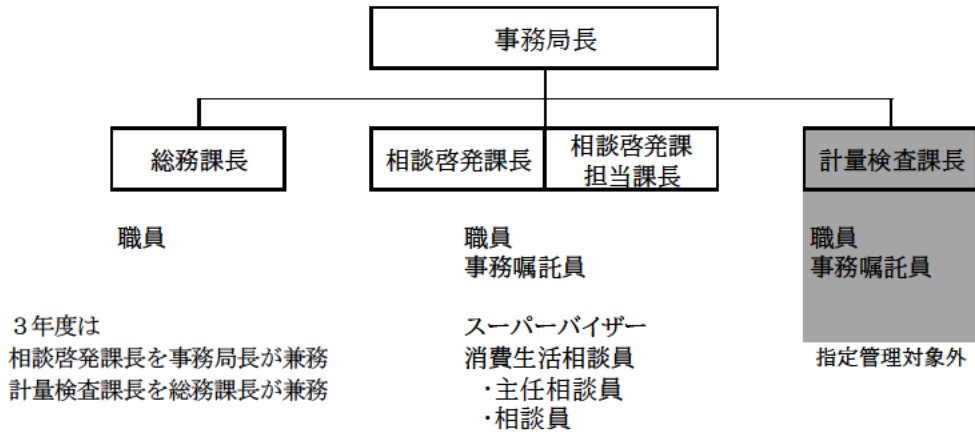 事務局長
総務課長
相談啓発課長
相談啓発課
担当課長
計量検査課長
職員
職員
事務嘱託員
職員
事務嘱託員
３年度は
相談啓発課長を事務局長が兼務
計量検査課長を総務課長が兼務
スーパーバイザー
消費生活相談員
・主任相談員
・相談員
指定管理対象外